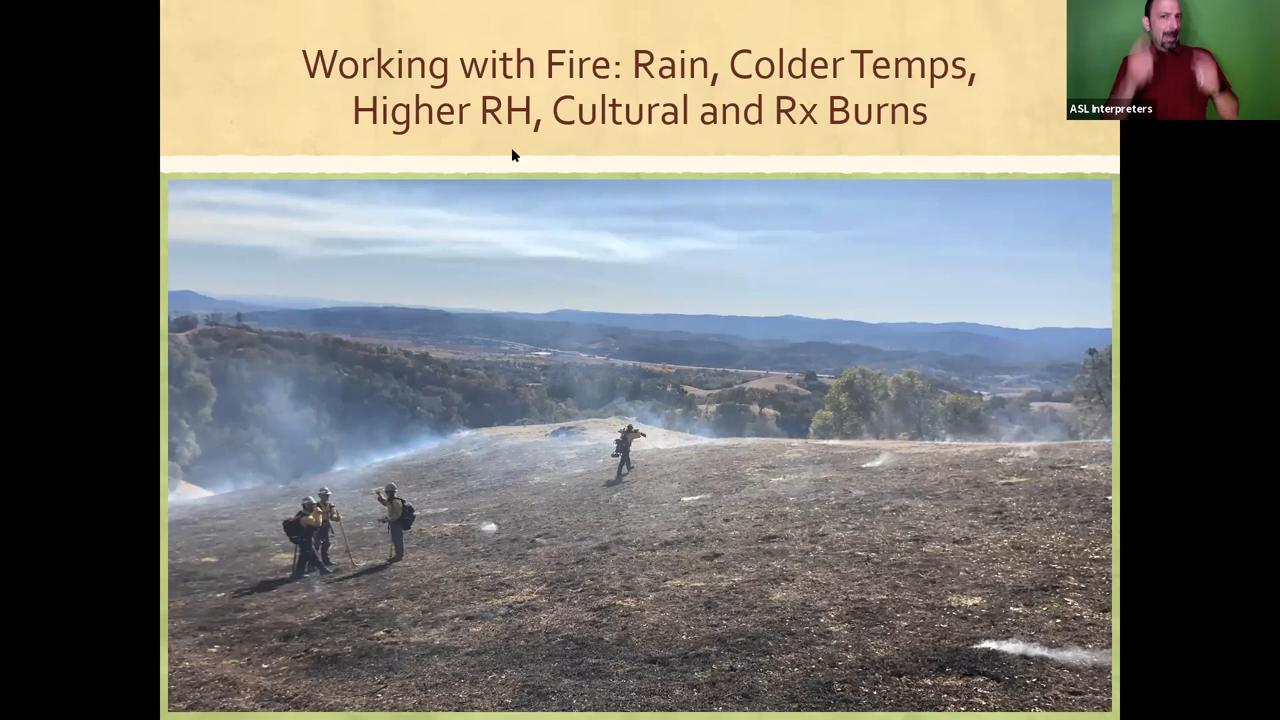 Working with Fire: Rain, Colder Temps,
Higher RH, Cultural and Rx Burns
ASL Interpreters